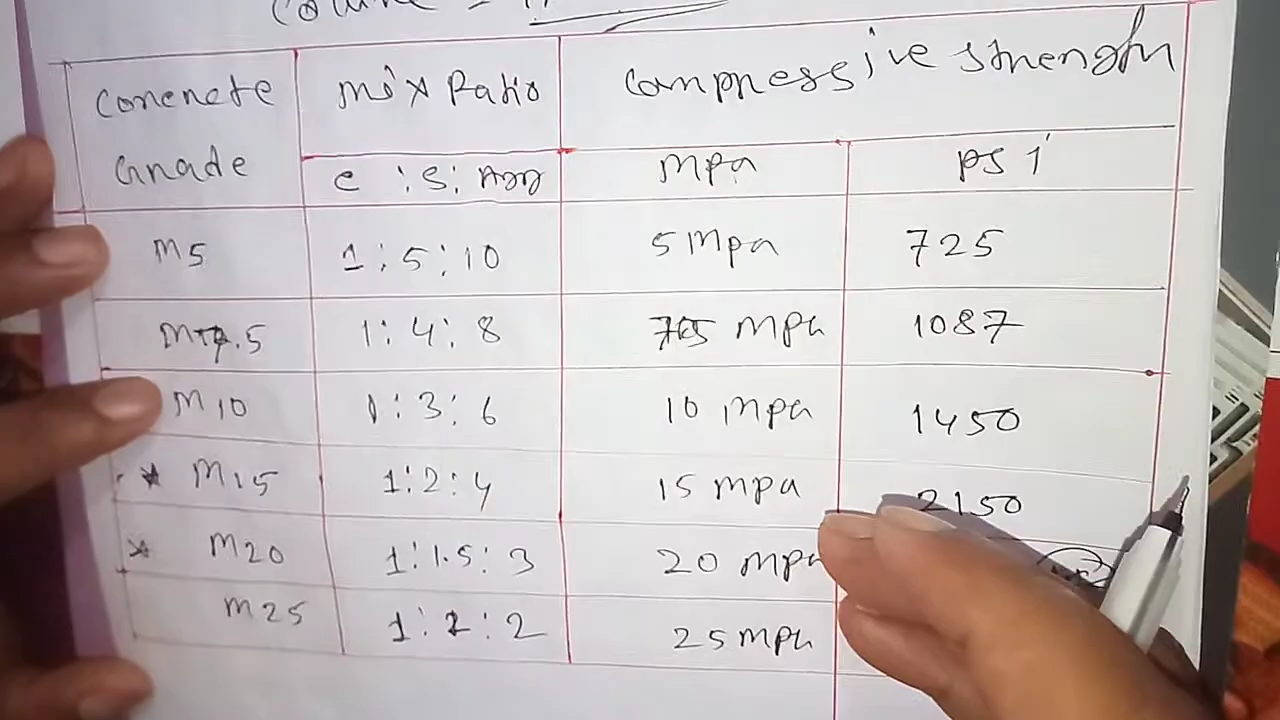 Concrete Grade
mix Ratio
Compressive strength
C : S : Agg
mpa
psi
M5
1 : 5 : 10
5 mpa
725
M7.5
1 : 4 : 8
mpa
1087
M10
1 : 3 : 6
10 mpa
1450
M15
1 : 2 : 4
15 mpa
2150
M20
1 : 1.5 : 3
20 mpa
M25
1 : 1 : 2
25 mpa